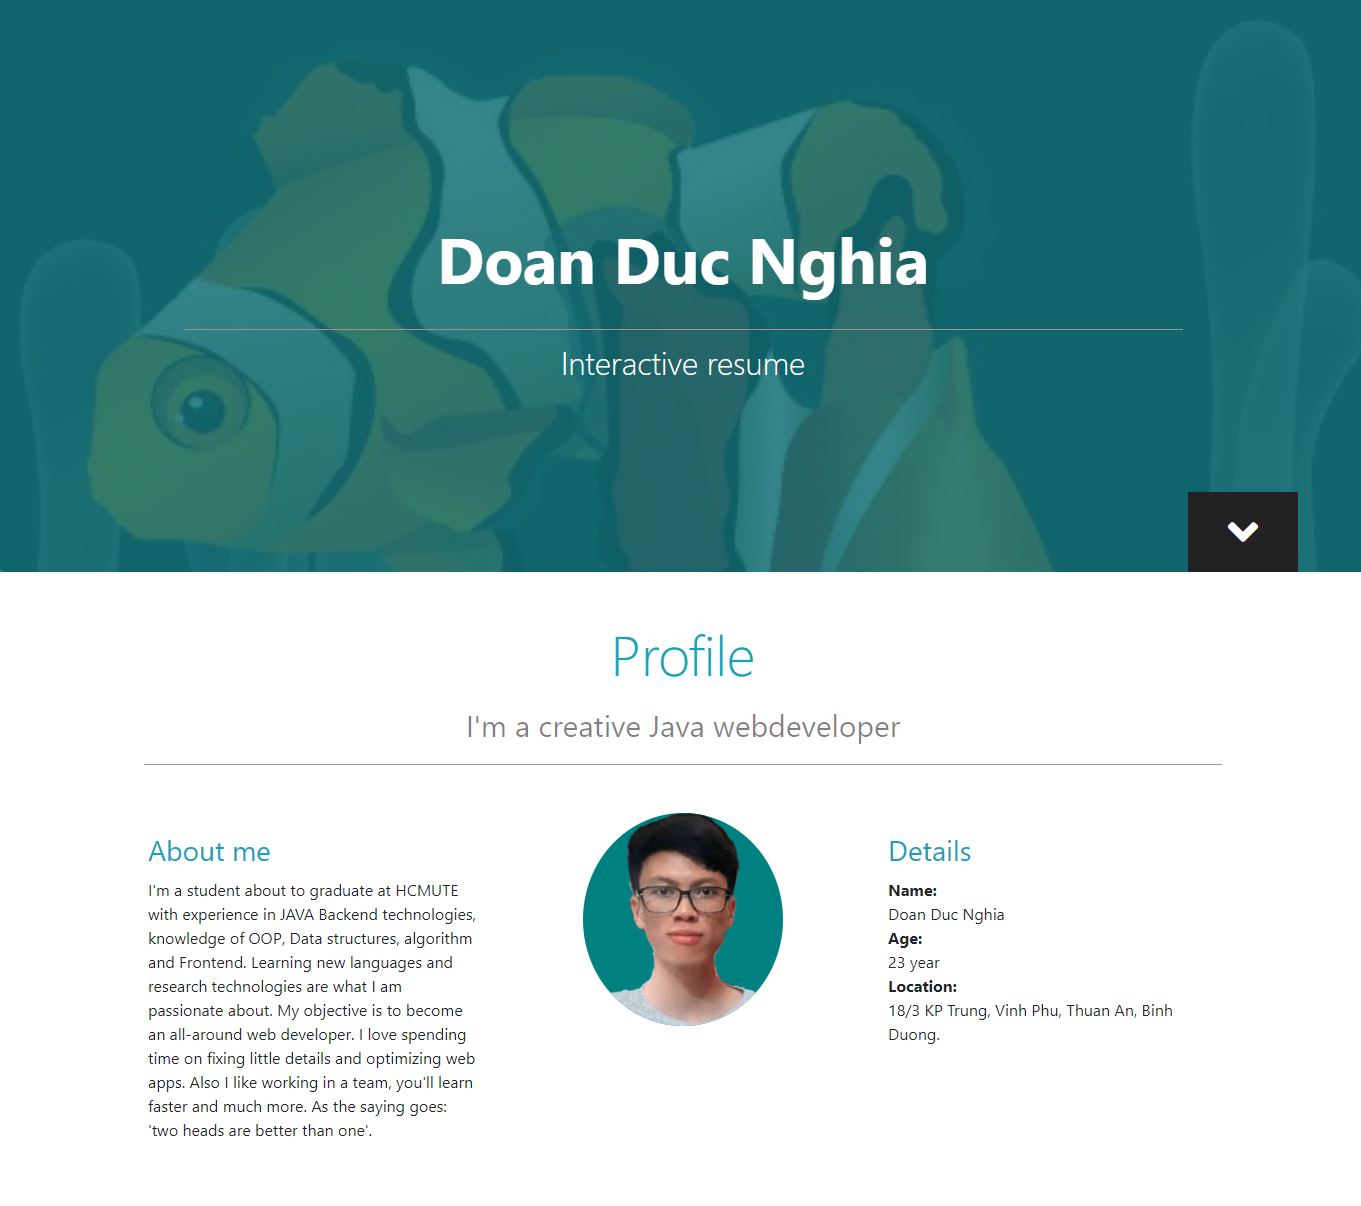 Doan Duc Nghia
Interactive resume
Profile
I'm a creative Java webdeveloper
About me
I'm a student about to graduate at HCMUTE
with experience in JAVA Backend technologies,
knowledge of OOP, Data structures, algorithm
and Frontend. Learning new languages and
research technologies are what I am
passionate about. My objective is to become
an all-around web developer. I love spending
time on fixing little details and optimizing web
apps. Also I like working in a team, you'll learn
faster and much more. As the saying goes:
'two heads are better than one'.
Details
Name:
Doan Duc Nghia
Age:
23 year
Location:
18/3 KP Trung, Vinh Phu, Thuan An, Binh
Duong.